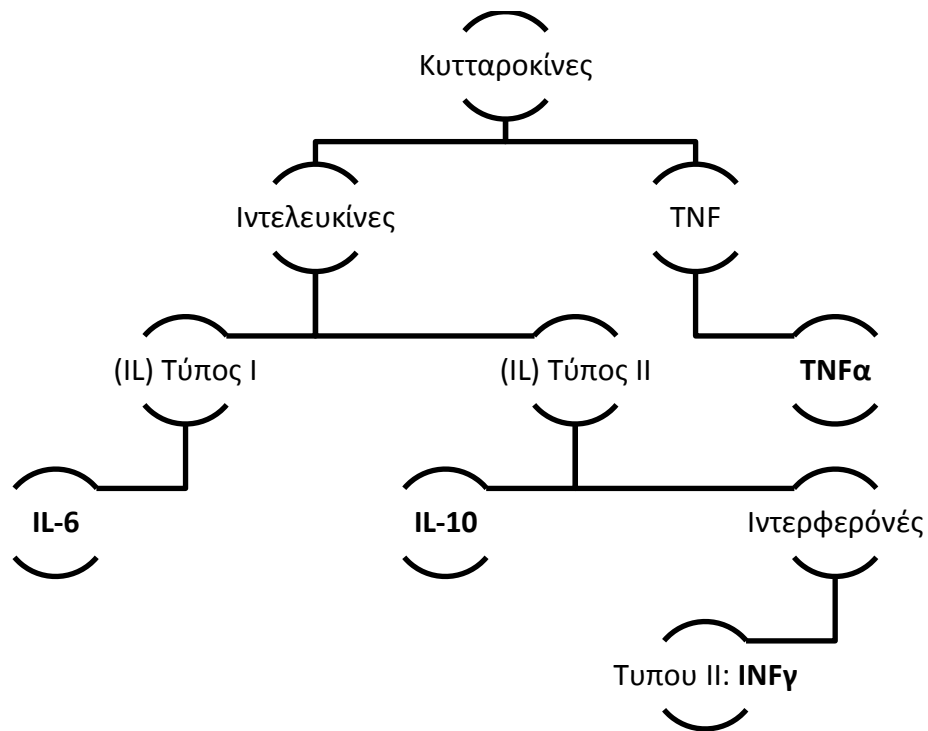 Κυτταροκίνες
Ιντελευκίνες
TNF
(IL) Τύπος Ι
(IL) Τύπος ΙΙ
TNFα
IL-6
IL-10
Ιντερφερόνές
Τυπου ΙΙ: INFγ